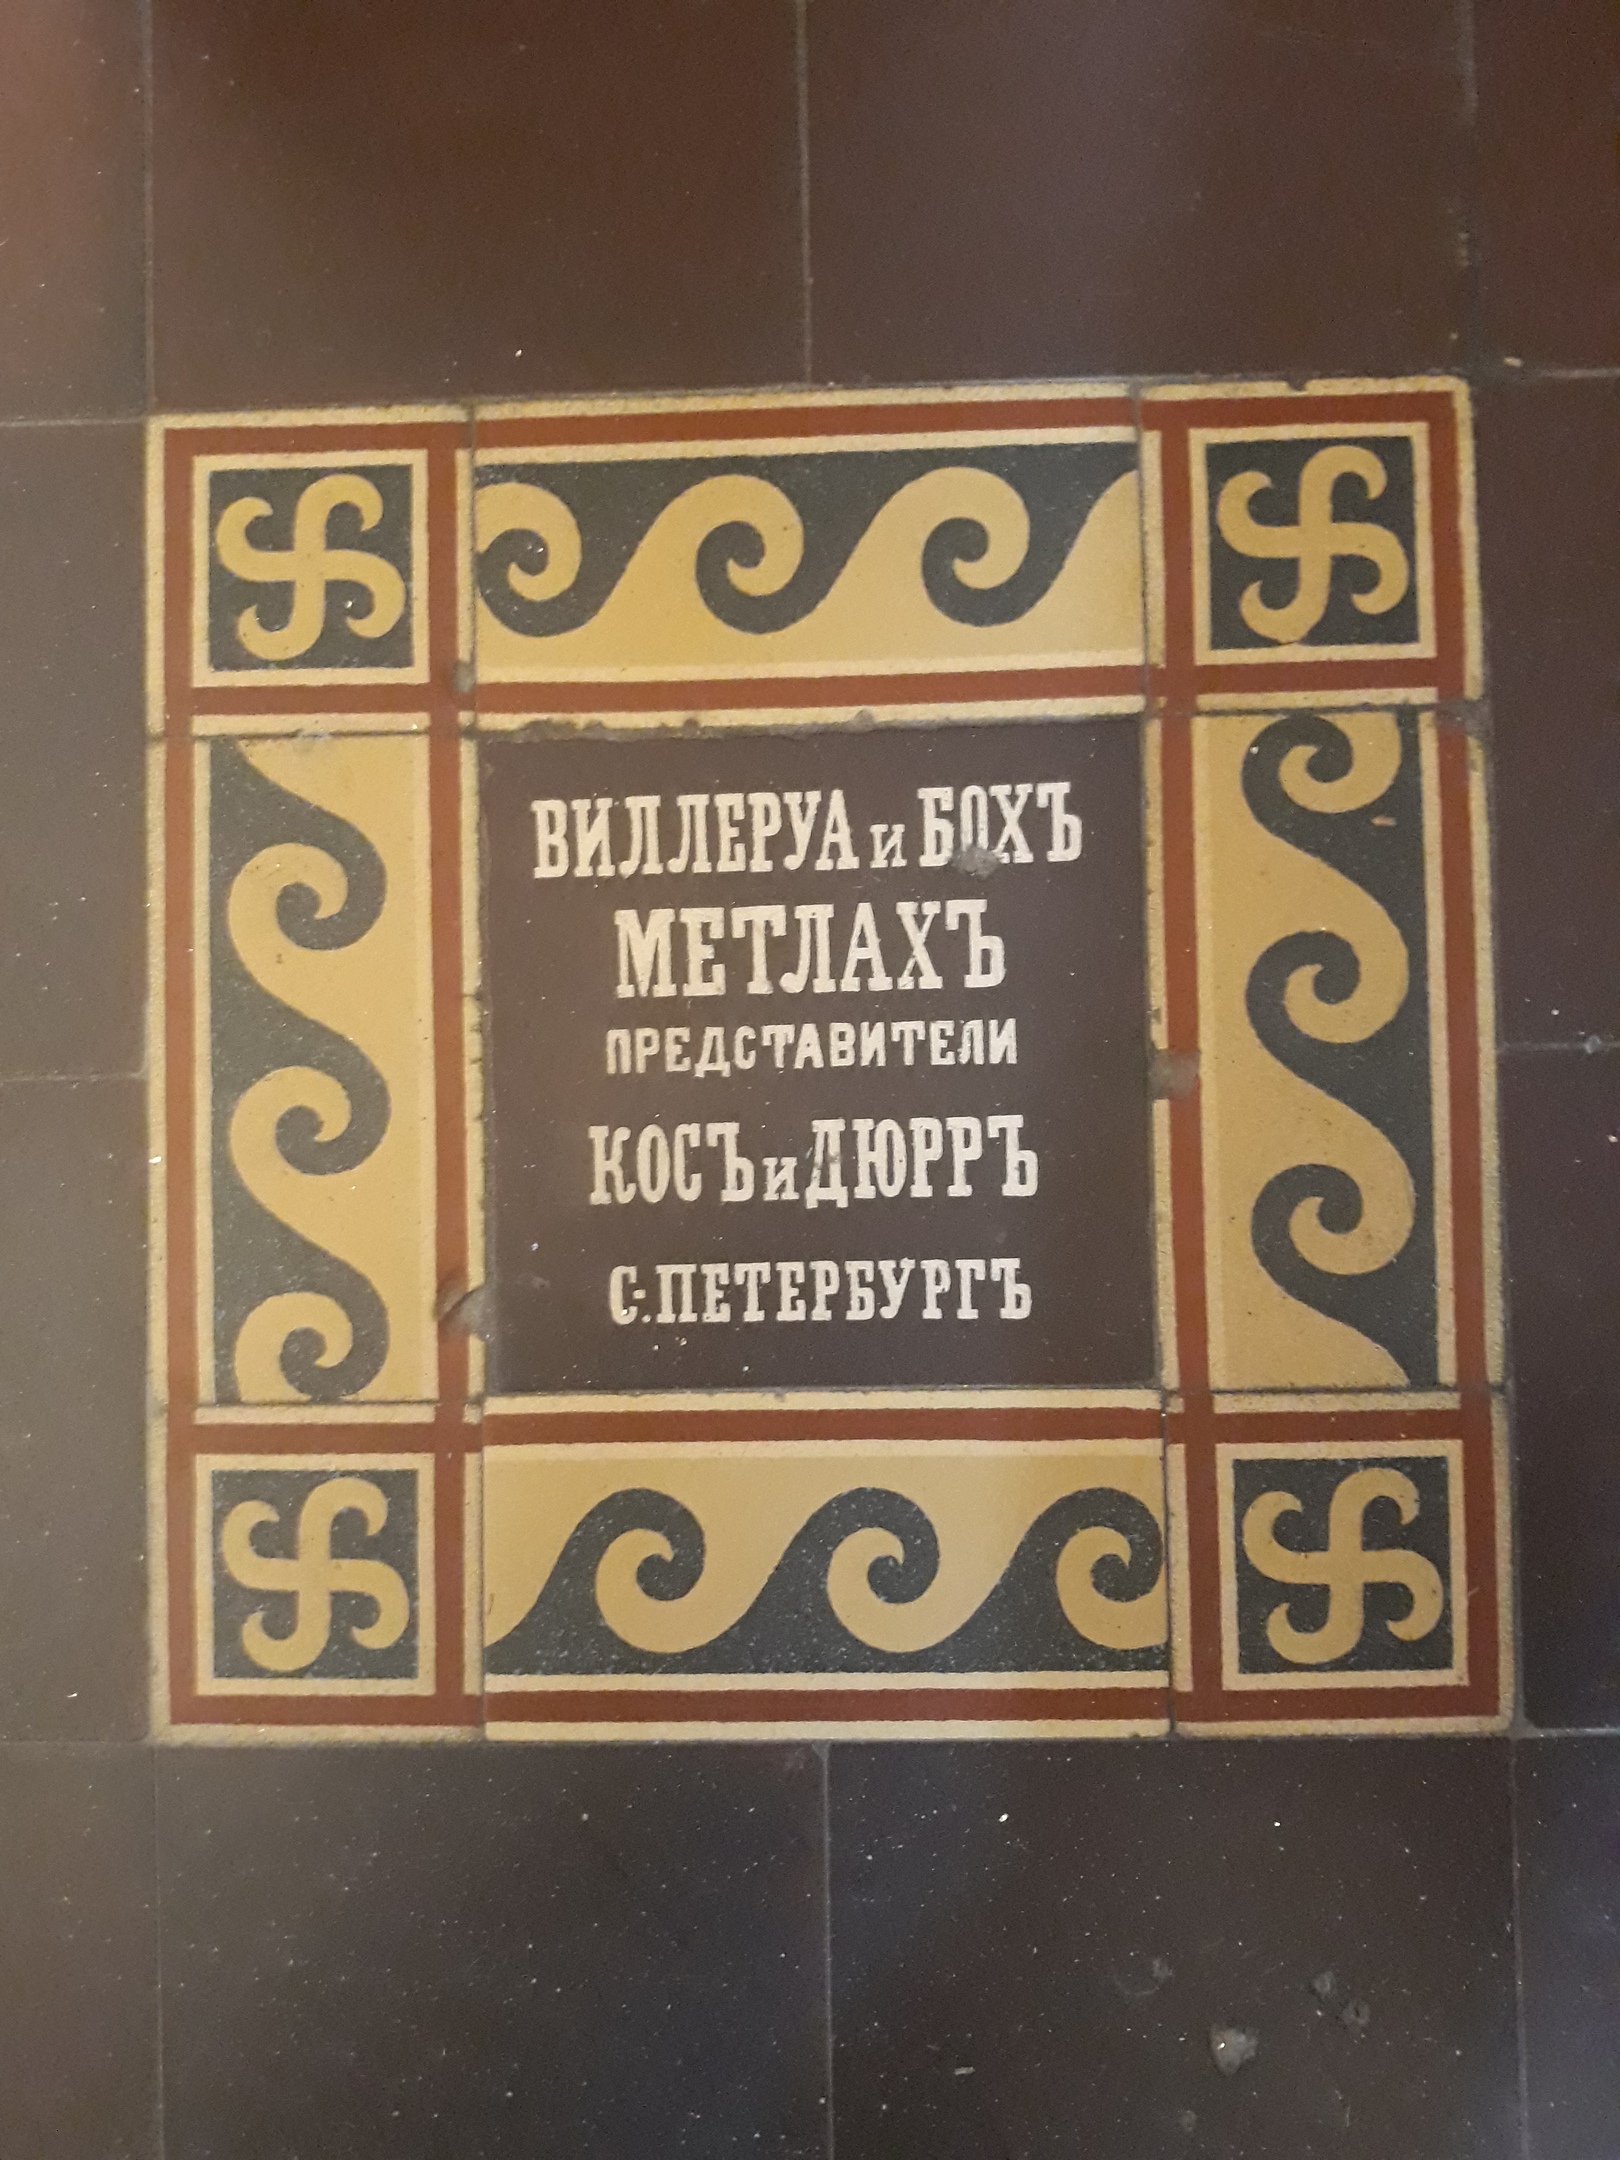 ВИЛЛЕРУА и БОХЪ
МЕТЛАХЪ
ПРЕДСТАВИТЕЛИ
КОСЪ и ДЮРРЪ
С.-ПЕТЕРБУРГЪ